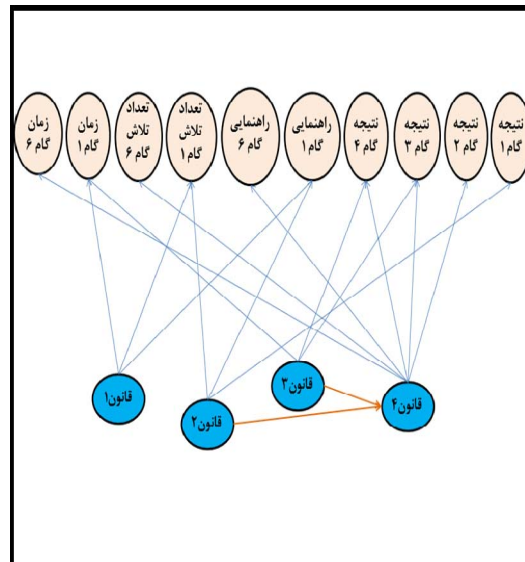 نتیجه
گام ۱
نتیجه
گام ۲
نتیجه
گام ۳
نتیجه
گام ۴
راهنمایی
گام ۱
راهنمایی
گام ۶
تعداد
تلاش
گام ۱
تعداد
تلاش
گام ۶
زمان
گام ۱
زمان
گام ۶
قانون۳
قانون۴
قانون۱
قانون۲